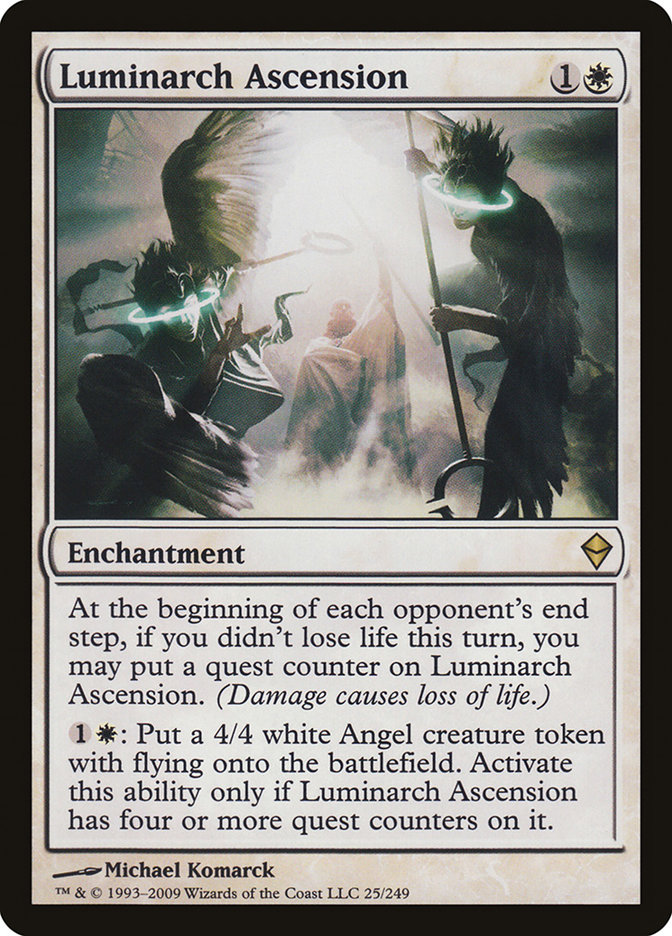 Luminarch Ascension 1
Enchantment
At the beginning of each opponent's end
step, if you didn't lose life this turn, you
may put a quest counter on Luminarch
Ascension. (Damage causes loss of life.)
1 : Put a 4/4 white Angel creature token
with flying onto the battlefield. Activate
this ability only if Luminarch Ascension
has four or more quest counters on it.
Michael Komarck
™ & © 1993–2009 Wizards of the Coast LLC 25/249